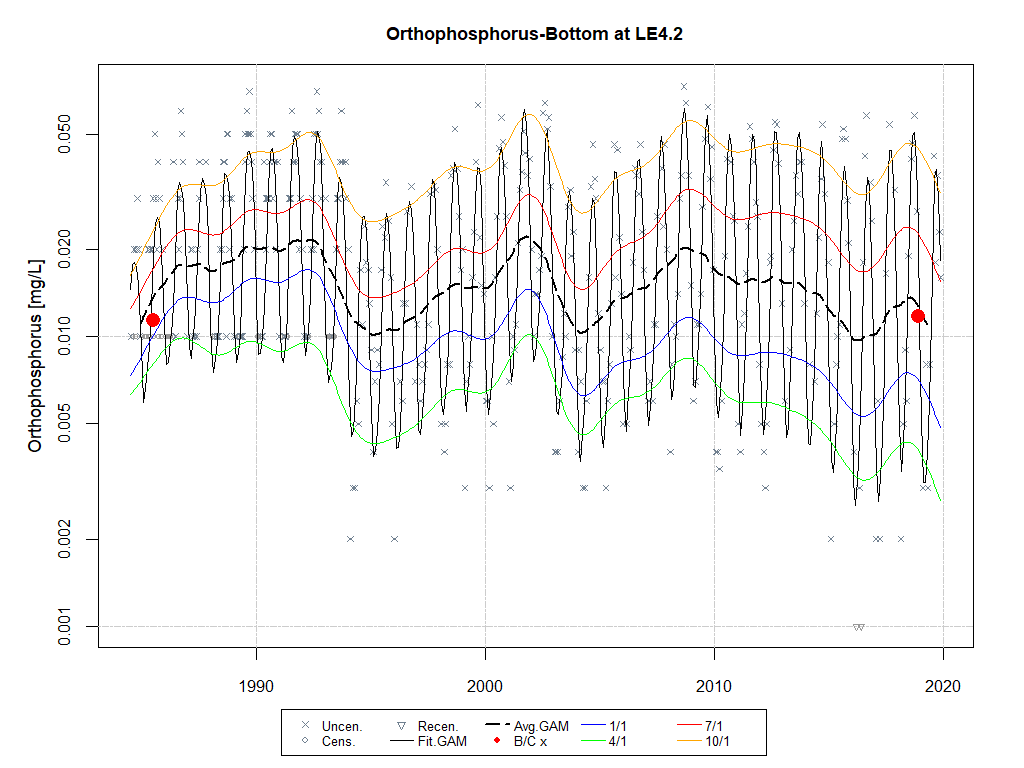 Orthophosphorus-Bottom at LE4.2
Orthophosphorus [mg/L]
0.050
0.020
0.010
0.005
0.002
0.001
1990 2000 2010 2020
Uncen. Recen. Avg.GAM 1/1 7/1
Cens. Fit.GAM B/C x 4/1 10/1